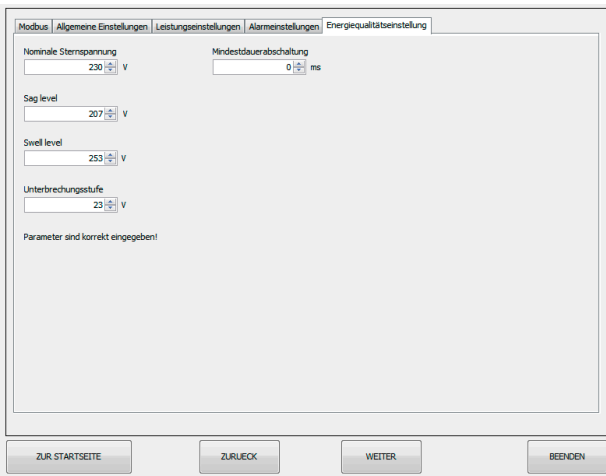 Modbus Allgemeine Einstellungen Leistungseinstellungen Alarmeinstellungen Energiequalitätseinstellung
Nominale Sternspannung Mindestdauerabschaltung
230 V 0 ms
Sag level
207 V
Swell level
253 V
Unterbrechungsstufe
23 V
Parameter sind korrekt eingegeben!
ZUR STARTSEITE ZURUECK WEITER BEENDEN